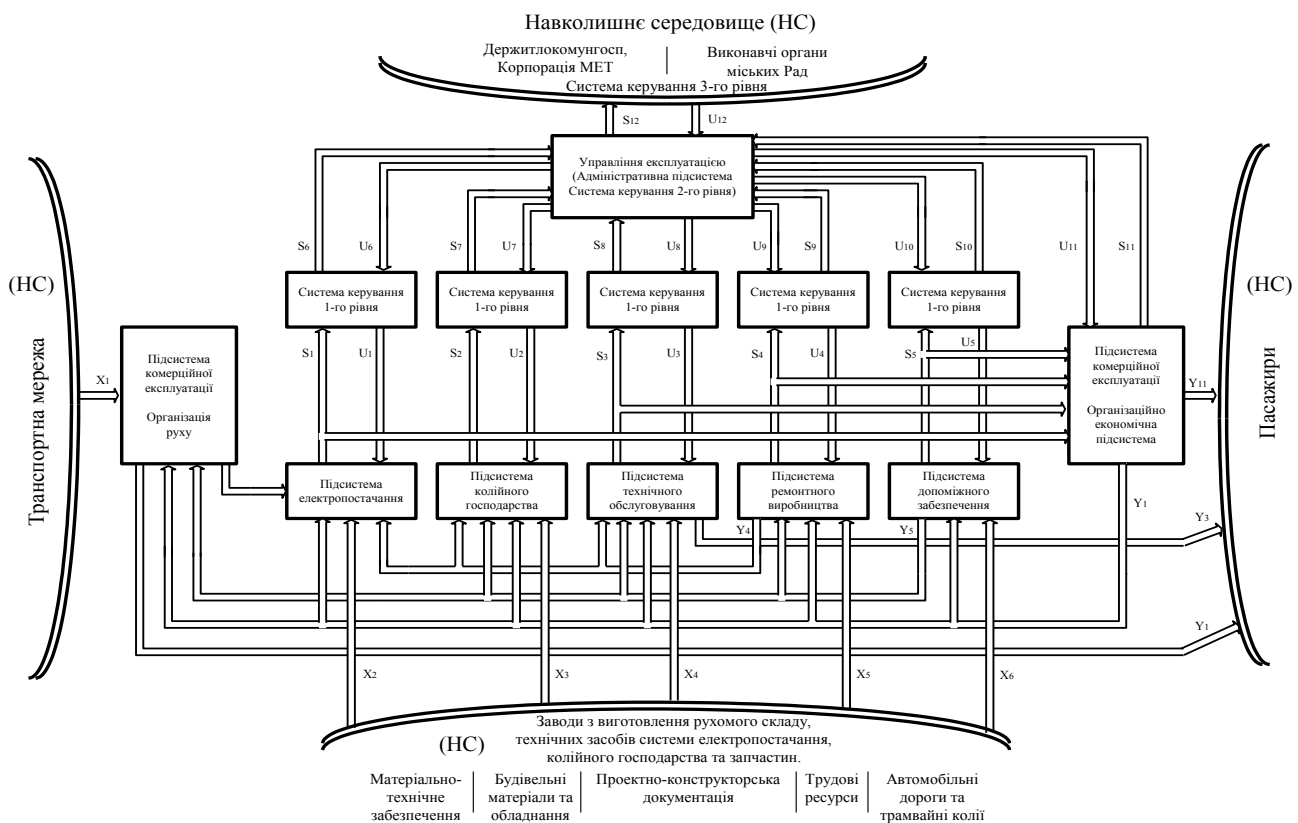 Навколишнє середовище (НС)
Держитлокомунгосп,
Корпорація МЕТ
Виконавчі органи
міських Рад
Система керування 3-го рівня
S12
U12
Управління експлуатацією
(Адміністративна підсистема
Система керування 2-го рівня)
S6
U6
S7
U7
S8
U8
U9
S9
U10
S10
U11
S11
(НС)
Транспортна мережа
(НС)
Пасажири
Система керування
1-го рівня
Система керування
1-го рівня
Система керування
1-го рівня
Система керування
1-го рівня
Система керування
1-го рівня
S1
U1
S2
U2
S3
U3
S4
U4
S5
U5
X1
Підсистема
комерційної
експлуатації
Організація
руху
Підсистема
комерційної
експлуатації
Організаційно
економічна
підсистема
Y11
Підсистема
електропостачання
Підсистема
колійного
господарства
Підсистема
технічного
обслуговування
Підсистема
ремонтного
виробництва
Підсистема
допоміжного
забезпечення
Y4
Y5
Y1
Y3
Y1
X2
X3
X4
X5
X6
(НС)
Заводи з виготовлення рухомого складу,
технічних засобів системи електропостачання,
колійного господарства та запчастин.
Матеріально-
технічне
забезпечення
Будівельні
матеріали та
обладнання
Проектно-конструкторська
документація
Трудові
ресурси
Автомобільні
дороги та
трамвайні колії